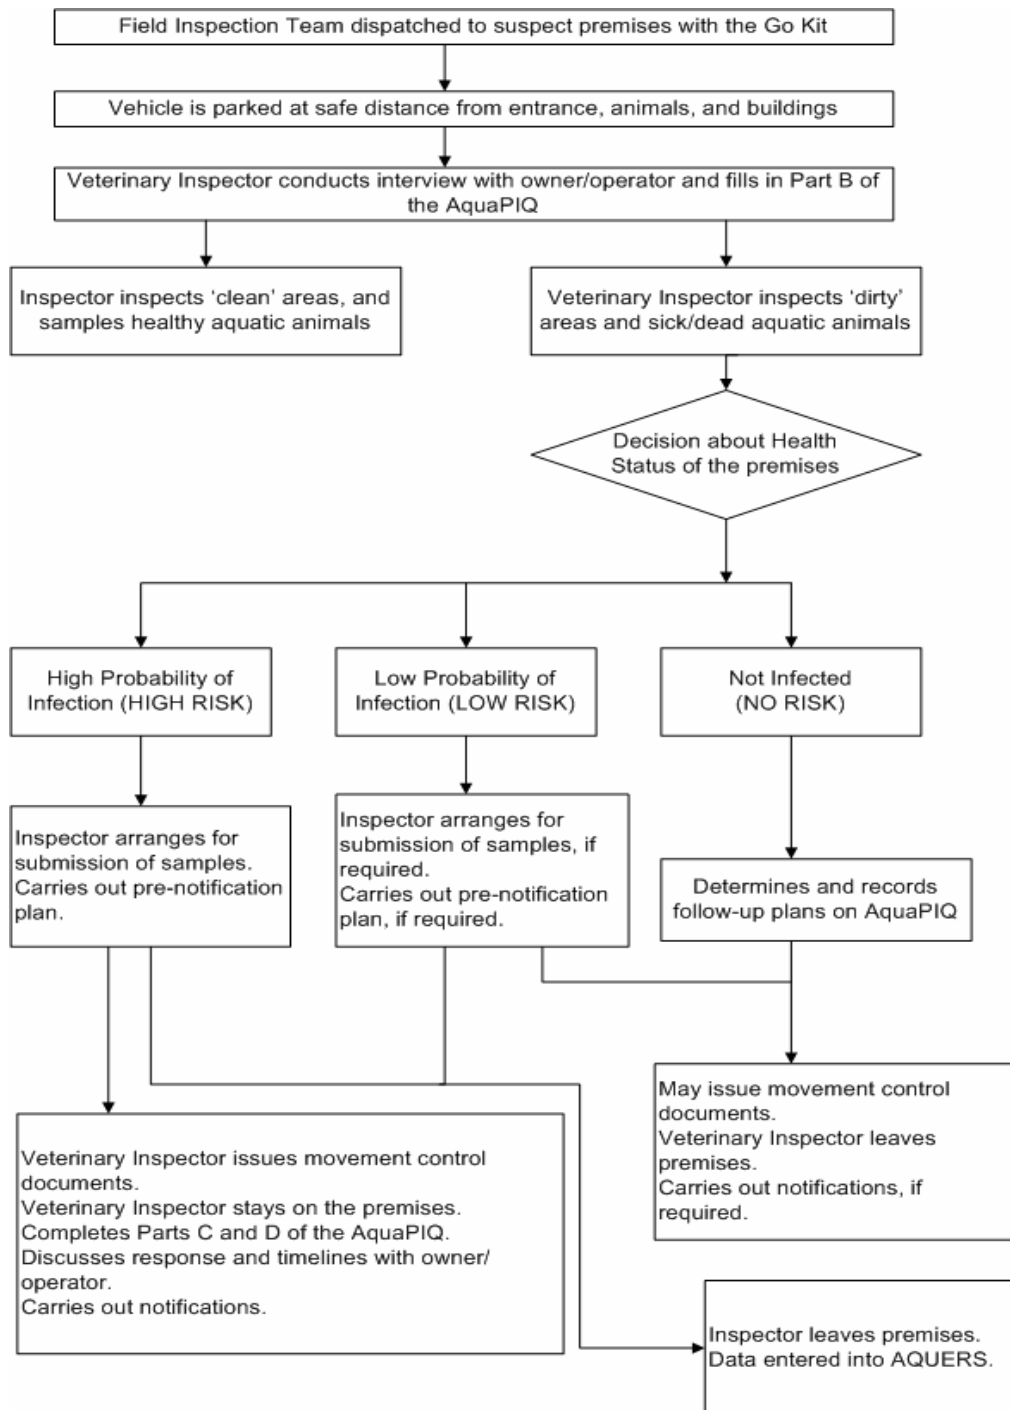 Field Inspection Team dispatched to suspect premises with the Go Kit
Vehicle is parked at safe distance from entrance, animals, and buildings
Veterinary Inspector conducts interview with owner/operator and fills in Part B of
the AquaPIQ
Inspector inspects ‘clean’ areas, and
samples healthy aquatic animals
Veterinary Inspector inspects ‘dirty’
areas and sick/dead aquatic animals
Decision about Health
Status of the premises
High Probability of
Infection (HIGH RISK)
Low Probability of
Infection (LOW RISK)
Not Infected
(NO RISK)
Inspector arranges for
submission of samples.
Carries out pre-notification
plan.
Inspector arranges for
submission of samples, if
required.
Carries out pre-notification
plan, if required.
Determines and records
follow-up plans on AquaPIQ
May issue movement control
documents.
Veterinary Inspector leaves
premises.
Carries out notifications, if
required.
Veterinary Inspector issues movement control
documents.
Veterinary Inspector stays on the premises.
Completes Parts C and D of the AquaPIQ.
Discusses response and timelines with owner/
operator.
Carries out notifications.
Inspector leaves premises.
Data entered into AQUERS.